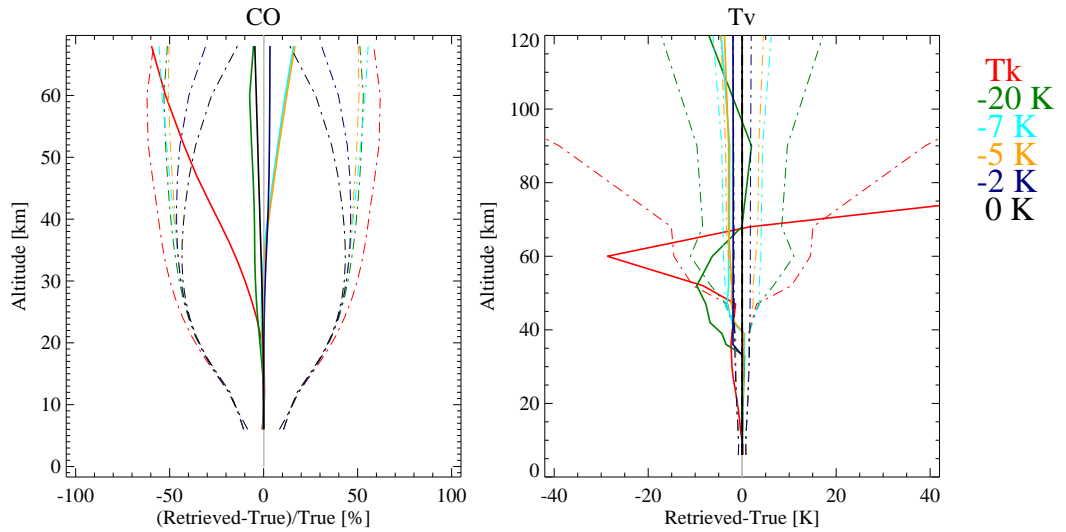 CO
Altitude [km]
60
50
40
30
20
10
0
-100
-50
0
50
100
(Retrieved-True)/True [%]
Tv
Altitude [km]
120
100
80
60
40
20
0
-40
-20
0
20
40
Retrieved-True [K]
Tk
-20 K
-7 K
-5 K
-2 K
0 K